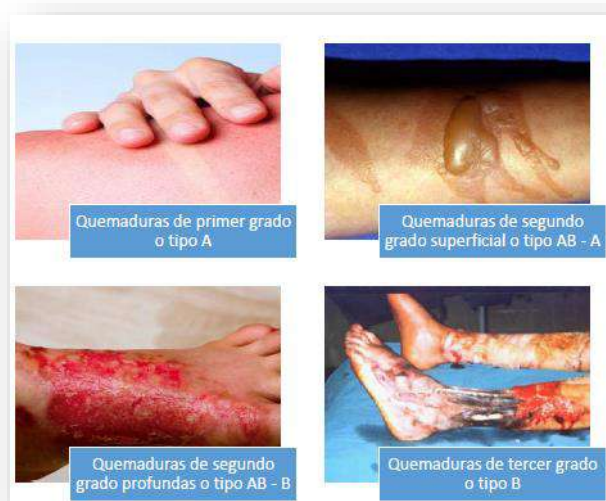 Quemaduras de primer grado
o tipo A
Quemaduras de segundo
grado superficial o tipo AB - A
Quemaduras de segundo
grado profundas o tipo AB - B
Quemaduras de tercer grado
o tipo B